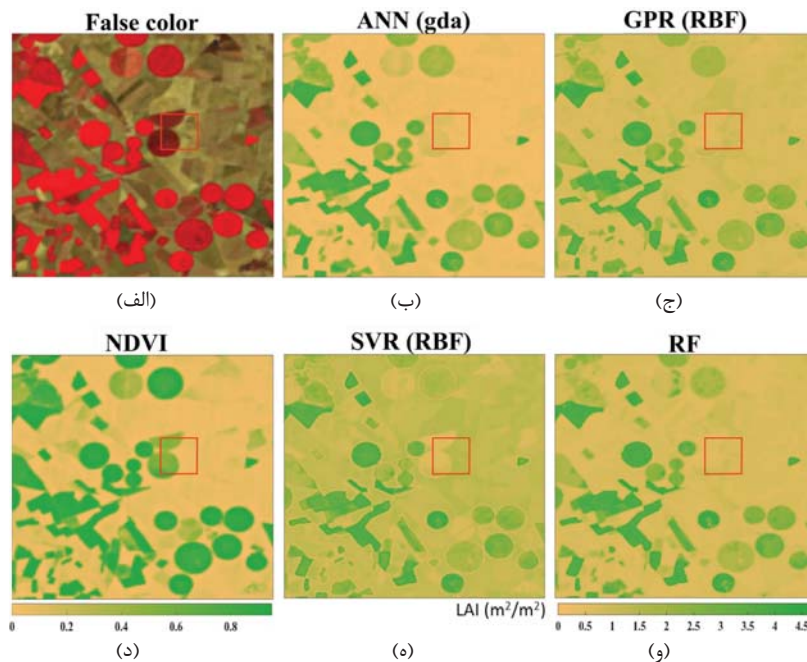 False color
ANN (gda)
GPR (RBF)
(الف)
(ب)
(ج)
NDVI
SVR (RBF)
RF
0 0.2 0.4 0.6 0.8
LAI (m²/m²)
0 0.5 1 1.5 2 2.5 3 3.5 4 4.5
(د)
(ه)
(و)